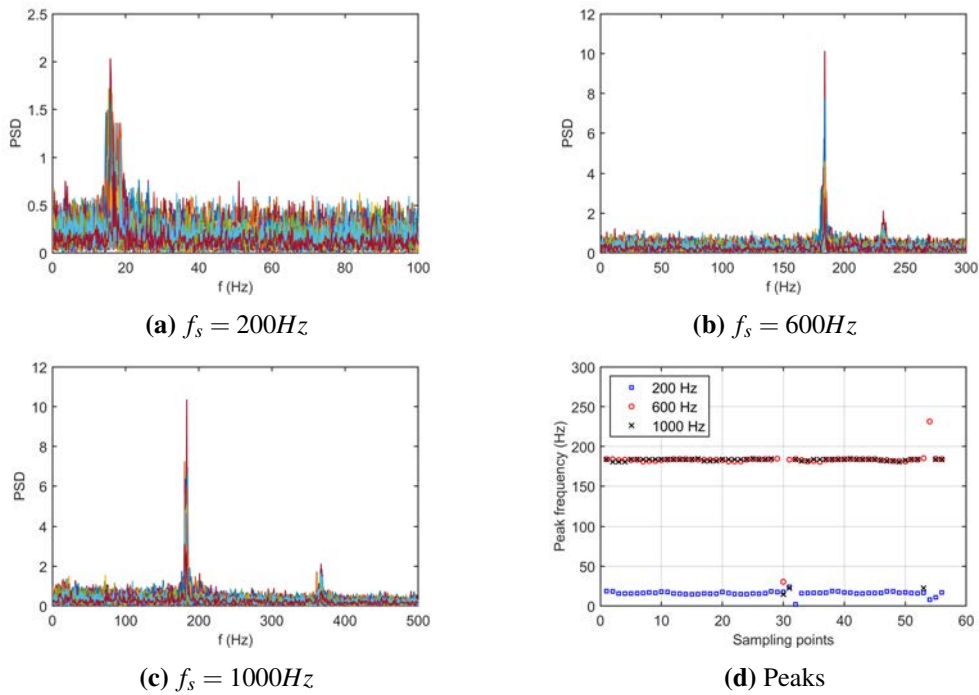 2.5
2
1.5
1
0.5
0
PSD
0 20 40 60 80 100
f (Hz)
(a) f_s = 200Hz
12
10
8
6
4
2
0
PSD
0 50 100 150 200 250 300
f (Hz)
(b) f_s = 600Hz
12
10
8
6
4
2
0
PSD
0 100 200 300 400 500
f (Hz)
(c) f_s = 1000Hz
300
250
200
150
100
50
0
Peak frequency (Hz)
200 Hz
600 Hz
1000 Hz
0 10 20 30 40 50 60
Sampling points
(d) Peaks